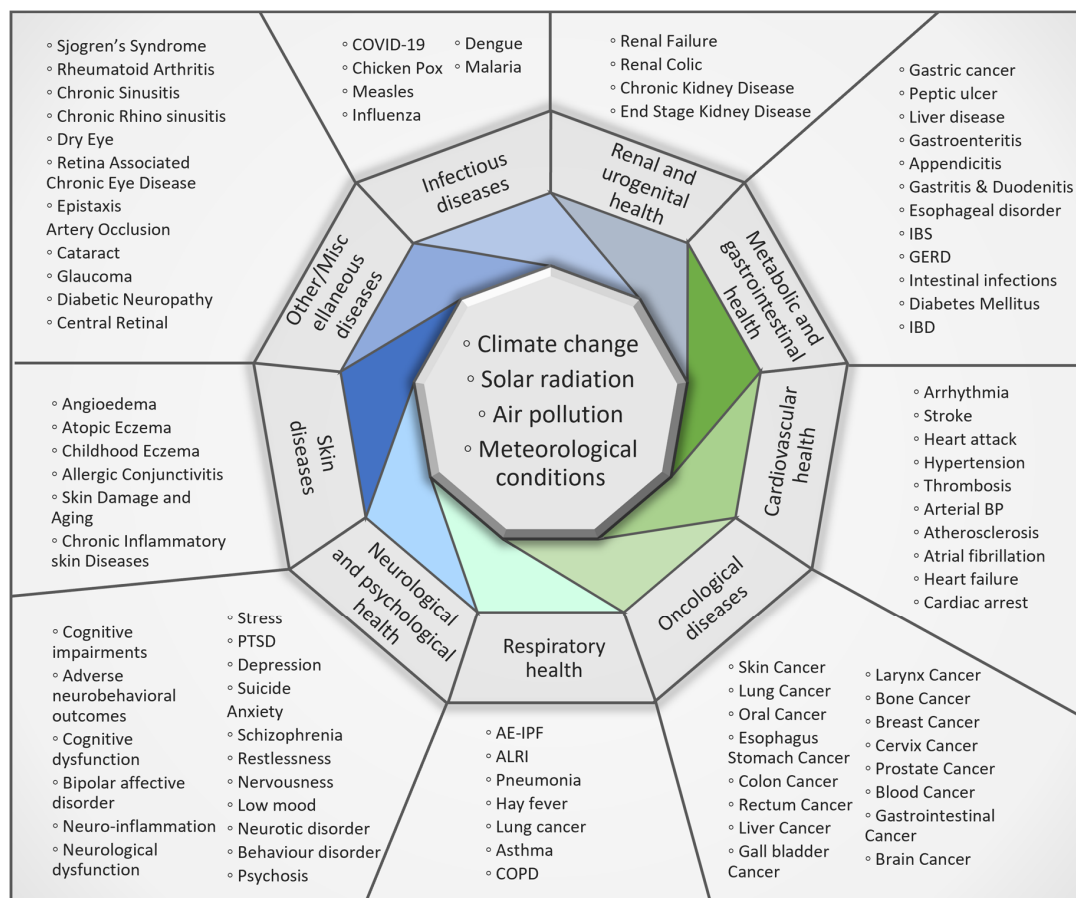 ◦ Sjogren's Syndrome
◦ Rheumatoid Arthritis
◦ Chronic Sinusitis
◦ Chronic Rhino sinusitis
◦ Dry Eye
◦ Retina Associated
Chronic Eye Disease
◦ Epistaxis
Artery Occlusion
◦ Cataract
◦ Glaucoma
◦ Diabetic Neuropathy
◦ Central Retinal
◦ COVID-19
◦ Chicken Pox
◦ Measles
◦ Influenza
◦ Dengue
◦ Malaria
◦ Renal Failure
◦ Renal Colic
◦ Chronic Kidney Disease
◦ End Stage Kidney Disease
◦ Gastric cancer
◦ Peptic ulcer
◦ Liver disease
◦ Gastroenteritis
◦ Appendicitis
◦ Gastritis & Duodenitis
◦ Esophageal disorder
◦ IBS
◦ GERD
◦ Intestinal infections
◦ Diabetes Mellitus
◦ IBD
Infectious
diseases
Renal and
urogenital
health
Metabolic and
gastrointestinal
health
Other/Misc
ellaneous
diseases
◦ Climate change
◦ Solar radiation
◦ Air pollution
◦ Meteorological
conditions
Cardiovascular
health
Skin
diseases
Neurological
and psychological
health
Respiratory
health
Oncological
diseases
◦ Angioedema
◦ Atopic Eczema
◦ Childhood Eczema
◦ Allergic Conjunctivitis
◦ Skin Damage and
Aging
◦ Chronic Inflammatory
skin Diseases
◦ Arrhythmia
◦ Stroke
◦ Heart attack
◦ Hypertension
◦ Thrombosis
◦ Arterial BP
◦ Atherosclerosis
◦ Atrial fibrillation
◦ Heart failure
◦ Cardiac arrest
◦ Cognitive
impairments
◦ Adverse
neurobehavioral
outcomes
◦ Cognitive
dysfunction
◦ Bipolar affective
disorder
◦ Neuro-inflammation
◦ Neurological
dysfunction
◦ Stress
◦ PTSD
◦ Depression
◦ Suicide
Anxiety
◦ Schizophrenia
◦ Restlessness
◦ Nervousness
◦ Low mood
◦ Neurotic disorder
◦ Behaviour disorder
◦ Psychosis
◦ AE-IPF
◦ ALRI
◦ Pneumonia
◦ Hay fever
◦ Lung cancer
◦ Asthma
◦ COPD
◦ Skin Cancer
◦ Lung Cancer
◦ Oral Cancer
◦ Esophagus
Stomach Cancer
◦ Colon Cancer
◦ Rectum Cancer
◦ Liver Cancer
◦ Gall bladder
Cancer
◦ Larynx Cancer
◦ Bone Cancer
◦ Breast Cancer
◦ Cervix Cancer
◦ Prostate Cancer
◦ Blood Cancer
◦ Gastrointestinal
Cancer
◦ Brain Cancer